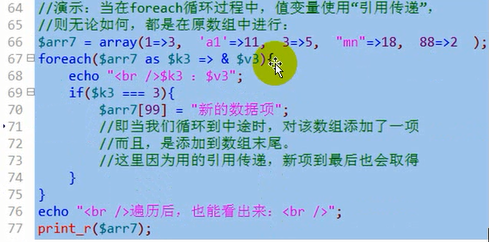 64 //演示：当在foreach循环过程中，值变量使用“引用传递”，
65 //则无论如何，都是在原数组中进行：
66 $arr7 = array(1=>3, 'a1'=>11, 3=>5, "mn"=>18, 88=>2 );
67 foreach($arr7 as $k3 => & $v3){
68 echo "<br />$k3 : $v3";
69 if($k3 === 3){
70 $arr7[99] = "新的数据项";
71 //即当我们循环到中途时，对该数组添加了一项
72 //而且，是添加到数组末尾。
73 //这里因为用的引用传递，新项到最后也会取得
74 }
75 }
76 echo "<br />遍历后，也能看出来：<br />";
77 print_r($arr7);